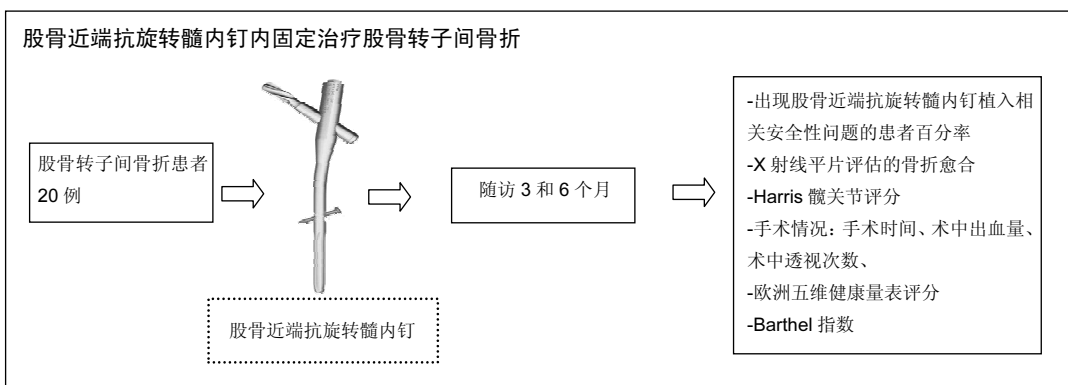 股骨近端抗旋转髓内钉内固定治疗股骨转子间骨折
股骨转子间骨折患者
20 例
股骨近端抗旋转髓内钉
随访 3 和 6 个月
-出现股骨近端抗旋转髓内钉植入相
关安全性问题的患者百分率
-X 射线平片评估的骨折愈合
-Harris 髋关节评分
-手术情况：手术时间、术中出血量、
术中透视次数、
-欧洲五维健康量表评分
-Barthel 指数